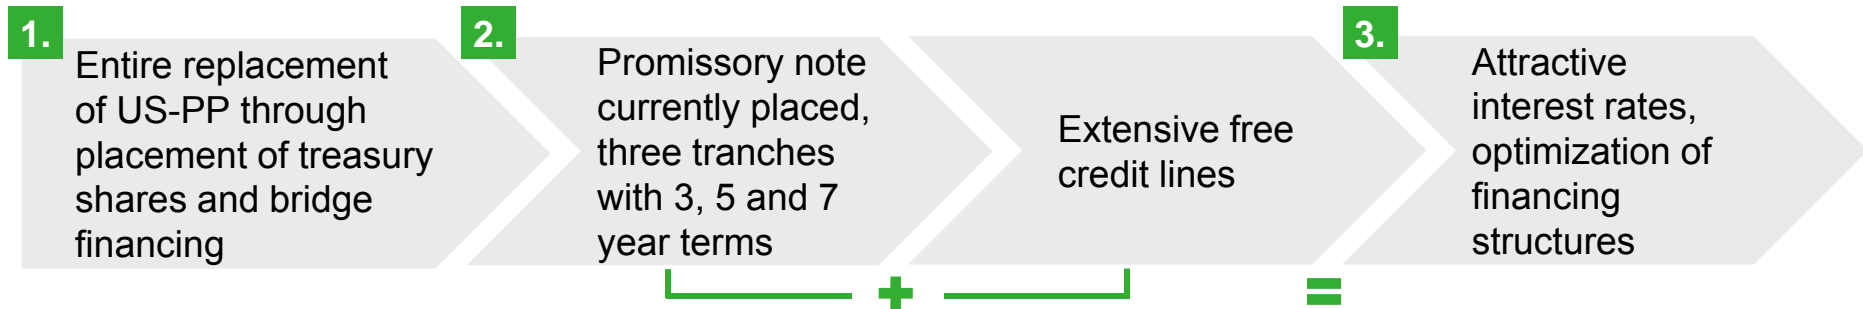 1.
Entire replacement
of US-PP through
placement of treasury
shares and bridge
financing
2.
Promissory note
currently placed,
three tranches
with 3, 5 and 7
year terms
+
Extensive free
credit lines
=
3.
Attractive
interest rates,
optimization of
financing
structures